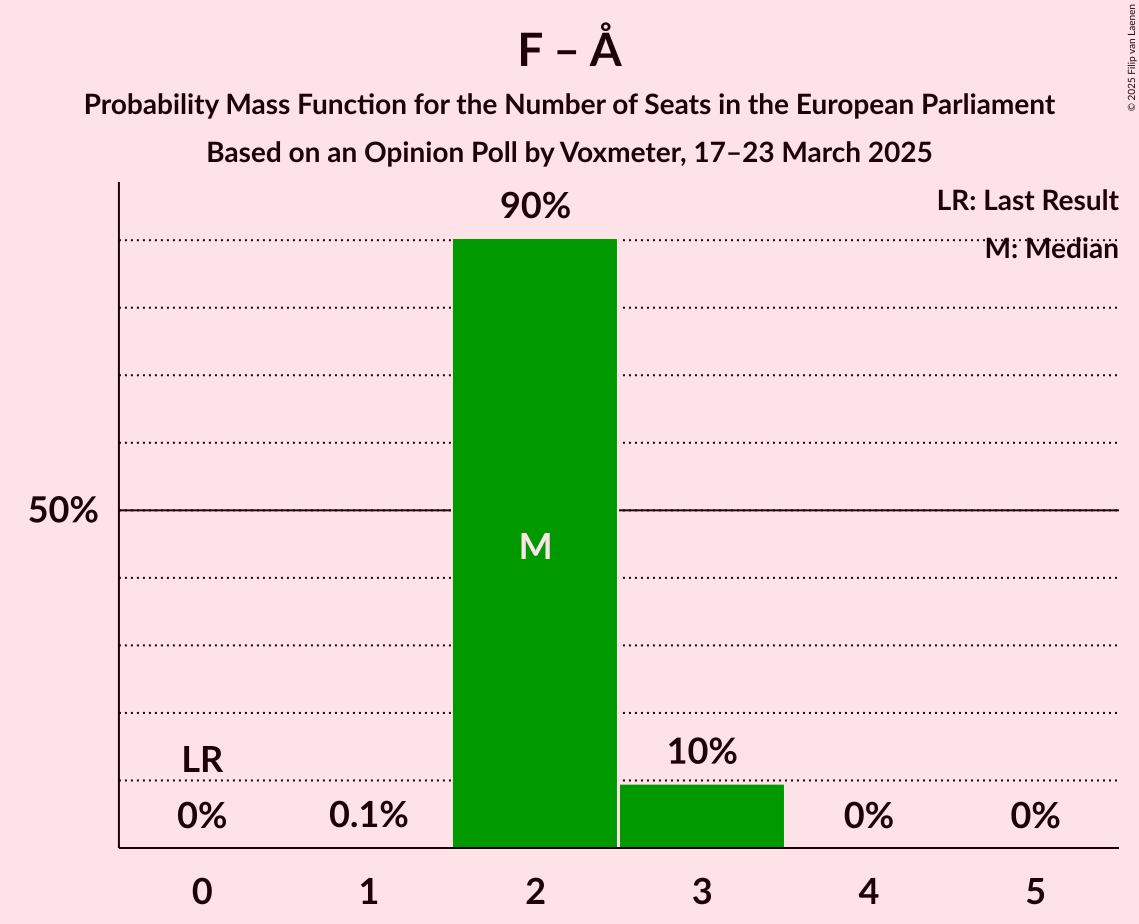 F – Å
Probability Mass Function for the Number of Seats in the European Parliament
Based on an Opinion Poll by Voxmeter, 17–23 March 2025
© 2025 Filip van Laenen
LR: Last Result
M: Median
90%
50%
M
LR
10%
0%
0.1%
0%
0%
0
1
2
3
4
5